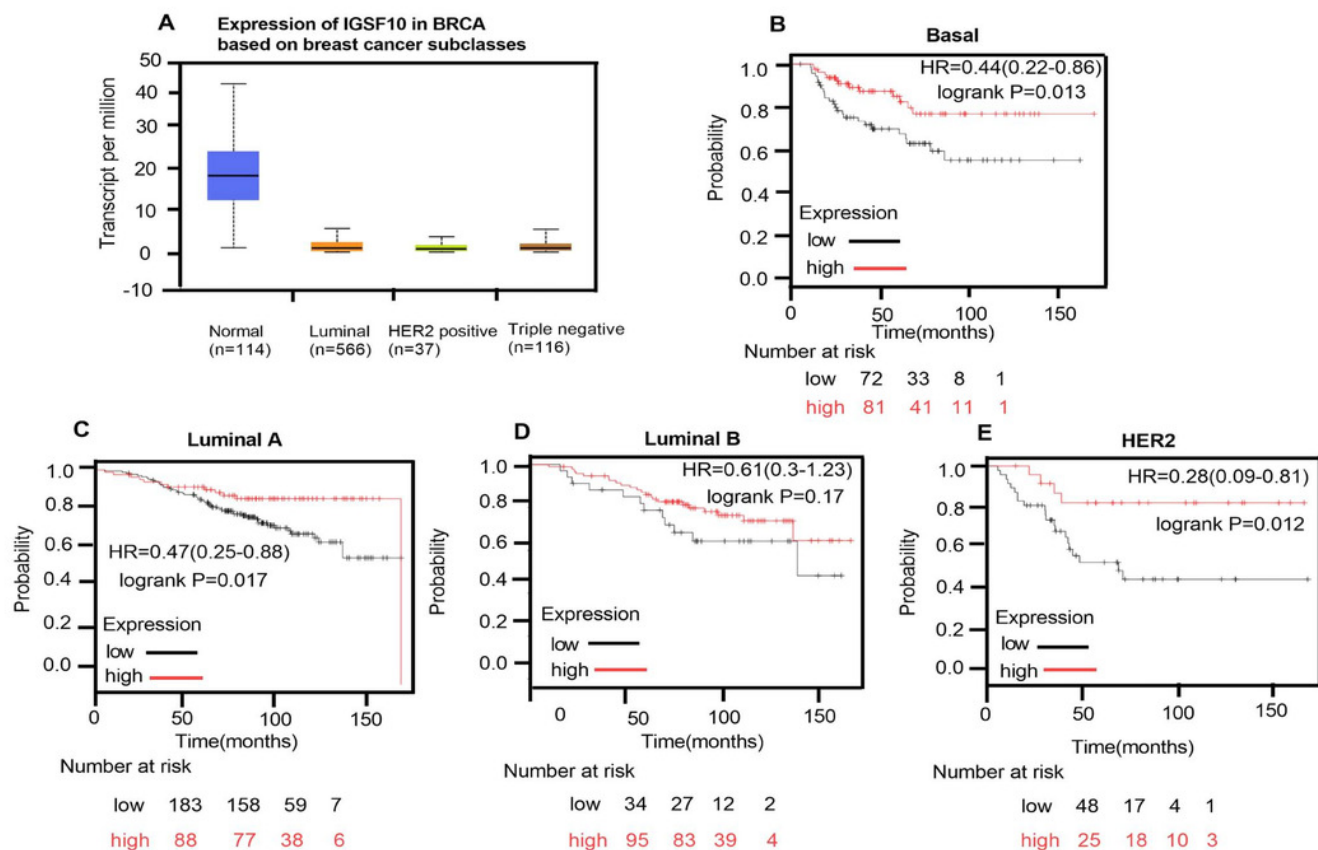 A
Expression of IGSF10 in BRCA
based on breast cancer subclasses
Transcript per million
50
40
30
20
10
0
-10
Normal
(n=114)
Luminal
(n=566)
HER2 positive
(n=37)
Triple negative
(n=116)
B
Basal
HR=0.44(0.22-0.86)
logrank P=0.013
Probability
1.0
0.8
0.6
0.4
0.2
0.0
Expression
low
high
0 50 100 150
Time(months)
Number at risk
low 72 33 8 1
high 81 41 11 1
C
Luminal A
Probability
1.0
0.8
0.6
0.4
0.2
0.0
HR=0.47(0.25-0.88)
logrank P=0.017
Expression
low
high
0 50 100 150
Time(months)
Number at risk
low 183 158 59 7
high 88 77 38 6
D
Luminal B
HR=0.61(0.3-1.23)
logrank P=0.17
Probability
1.0
0.8
0.6
0.4
0.2
0.0
Expression
low
high
0 50 100 150
Time(months)
Number at risk
low 34 27 12 2
high 95 83 39 4
E
HER2
HR=0.28(0.09-0.81)
logrank P=0.012
Probability
1.0
0.8
0.6
0.4
0.2
0.0
Expression
low
high
0 50 100 150
Time(months)
Number at risk
low 48 17 4 1
high 25 18 10 3